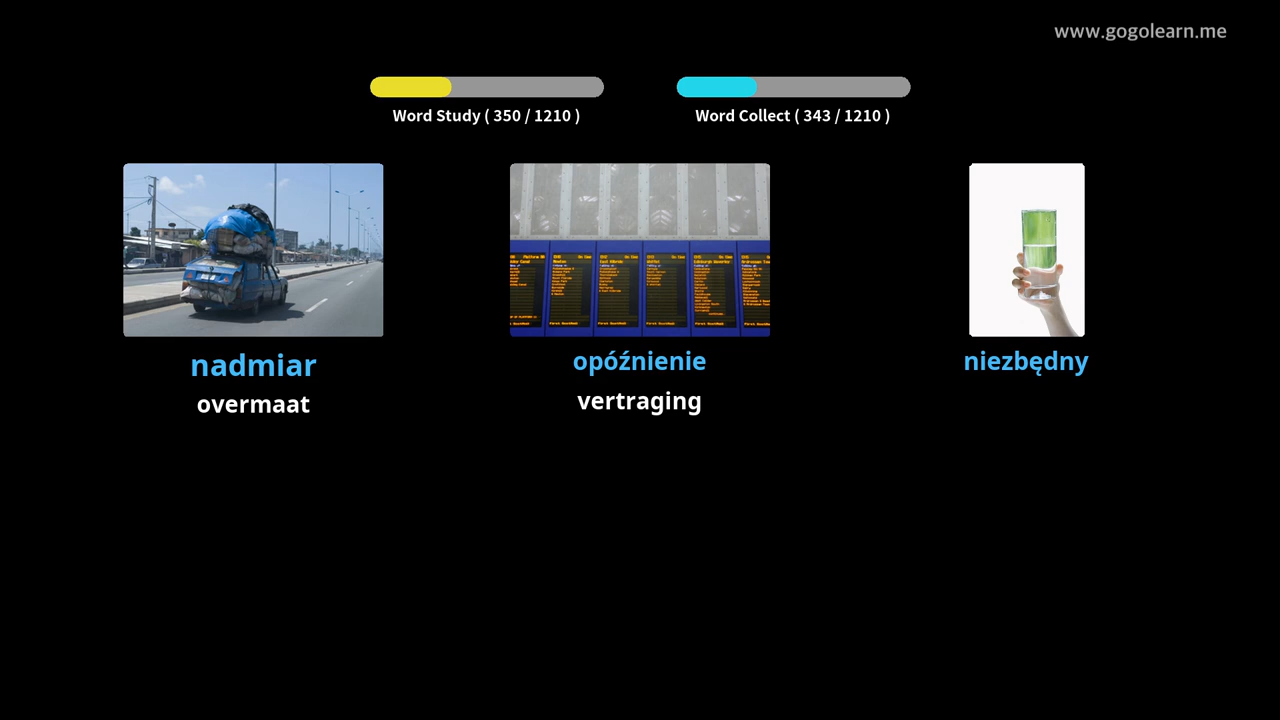 www.gogolearn.me
Word Study ( 350 / 1210 )
Word Collect ( 343 / 1210 )
nadmiar
opóźnienie
niezbędny
overmaat
vertraging